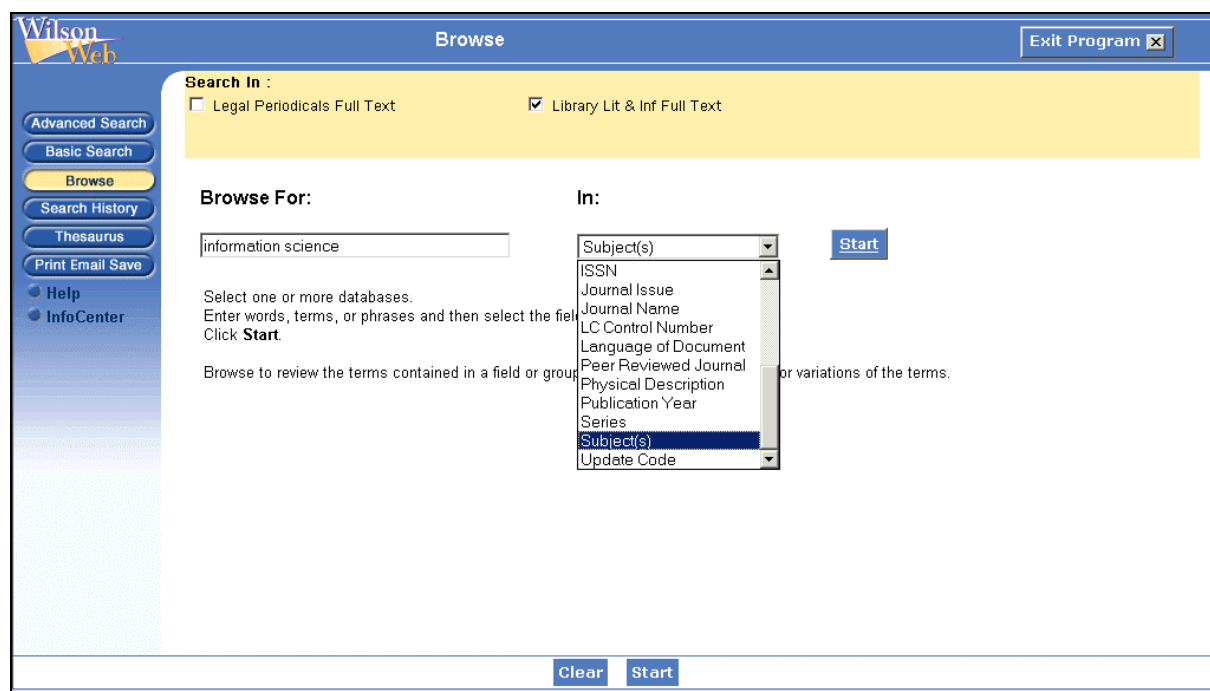 Wilson Web
Browse
Exit Program
Search In :
Legal Periodicals Full Text
Library Lit & Inf Full Text
Advanced Search
Basic Search
Browse
Search History
Thesaurus
Print Email Save
Help
InfoCenter
Browse For:
In:
information science
Subject(s)
Start
ISSN
Journal Issue
Journal Name
LC Control Number
Language of Document
Peer Reviewed Journal
Physical Description
Publication Year
Series
Subject(s)
Update Code
Select one or more databases.
Enter words, terms, or phrases and then select the
Click Start.
Browse to review the terms contained in a field or or variations of the terms.
Clear
Start